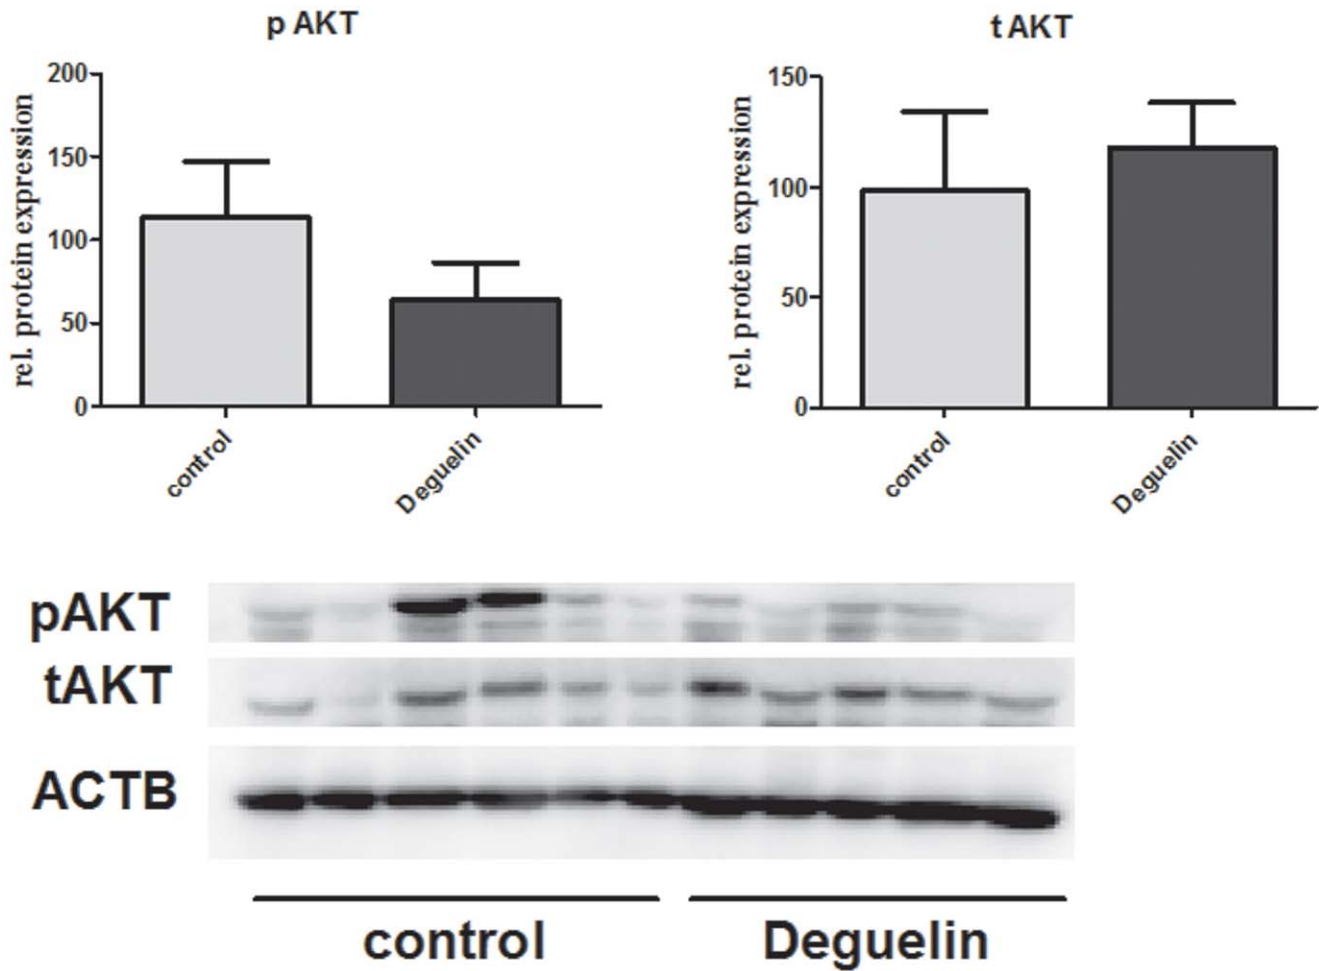 p AKT
t AKT
rel. protein expression
200
150
100
50
0
control
Deguelin
rel. protein expression
150
100
50
0
control
Deguelin
pAKT
tAKT
ACTB
control
Deguelin